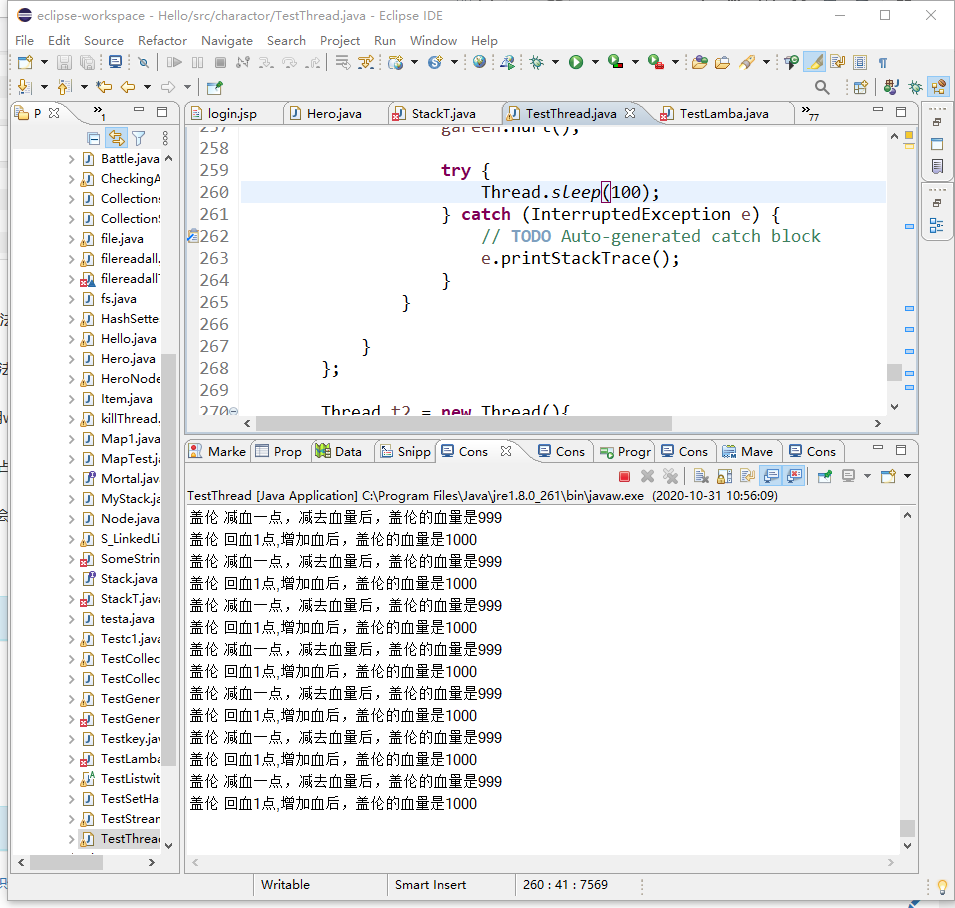 eclipse-workspace - Hello/src/charactor/TestThread.java - Eclipse IDE
File Edit Source Refactor Navigate Search Project Run Window Help
P »1 login.jsp Hero.java StackT.java TestThread.java TestLamba.java »77
Battle.java
CheckingA
Collection
Collection
file.java
filereadall.
filereadall
fs.java
HashSette
Hello.java
Hero.java
HeroNode
Item.java
killThread.
Map1.java
MapTest.ja
Mortal.java
MyStack.ja
Node.java
S_LinkedLi
SomeStrin
Stack.java
StackT.java
testa.java
Testc1.java
TestCollec
TestCollec
TestGener
TestGener
Testkey.jav
TestLamba
TestListwit
TestSetHa
TestStrear
TestThread
257 gareen.hurt();
258
259 try {
260 Thread.sleep(100);
261 } catch (InterruptedException e) {
262 // TODO Auto-generated catch block
263 e.printStackTrace();
264 }
265 }
266
267 }
268 };
269
270 Thread t2 = new Thread(){
Marke Prop Data Snipp Cons Cons Progr Cons Mave Cons
TestThread [Java Application] C:\Program Files\Java\jre1.8.0_261\bin\javaw.exe (2020-10-31 10:56:09)
盖伦 减血一点，减去血量后，盖伦的血量是999
盖伦 回血1点,增加血后，盖伦的血量是1000
盖伦 减血一点，减去血量后，盖伦的血量是999
盖伦 回血1点,增加血后，盖伦的血量是1000
盖伦 减血一点，减去血量后，盖伦的血量是999
盖伦 回血1点,增加血后，盖伦的血量是1000
盖伦 减血一点，减去血量后，盖伦的血量是999
盖伦 回血1点,增加血后，盖伦的血量是1000
盖伦 减血一点，减去血量后，盖伦的血量是999
盖伦 回血1点,增加血后，盖伦的血量是1000
盖伦 减血一点，减去血量后，盖伦的血量是999
盖伦 回血1点,增加血后，盖伦的血量是1000
盖伦 减血一点，减去血量后，盖伦的血量是999
盖伦 回血1点,增加血后，盖伦的血量是1000
Writable Smart Insert 260 : 41 : 7569